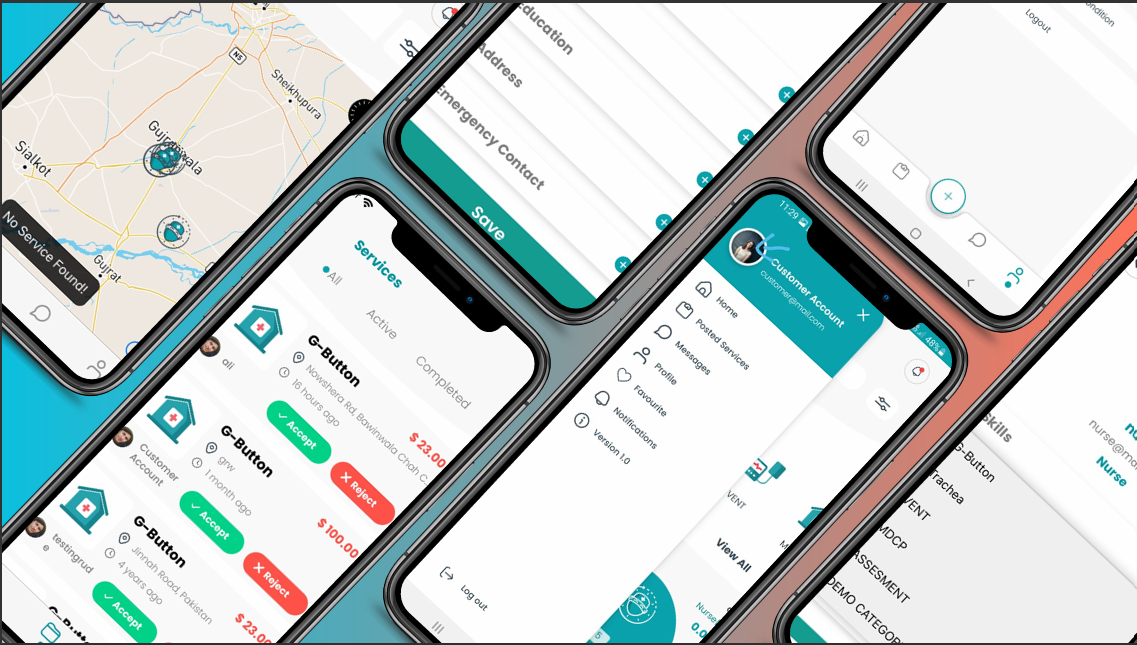 N5
Sheikhupura
Gujranwala
Sialkot
Gujrat
No Service Found!
Education
Address
Emergency Contact
Save
Logout
Services
All
Active
Completed
G-Button
Nowshera Rd, Bawinwala Chah C
16 hours ago
$ 23.00
ali
Accept
Reject
G-Button
grw
1 month ago
$ 100.00
Customer
Account
Accept
Reject
G-Button
Jinnah Road, Pakistan
4 years ago
$ 23.00
testingrud
e
Accept
11:29
48%
Customer Account
customer@mail.com
Home
Posted Services
Messages
Profile
Favourite
Notifications
Version 1.0
Log out
VENT
View All
Nurse
5
Skills
G-Button
Trachea
VENT
MDCP
ASSESMENT
DEMO CATEGOR
nurse@ma
Nurse